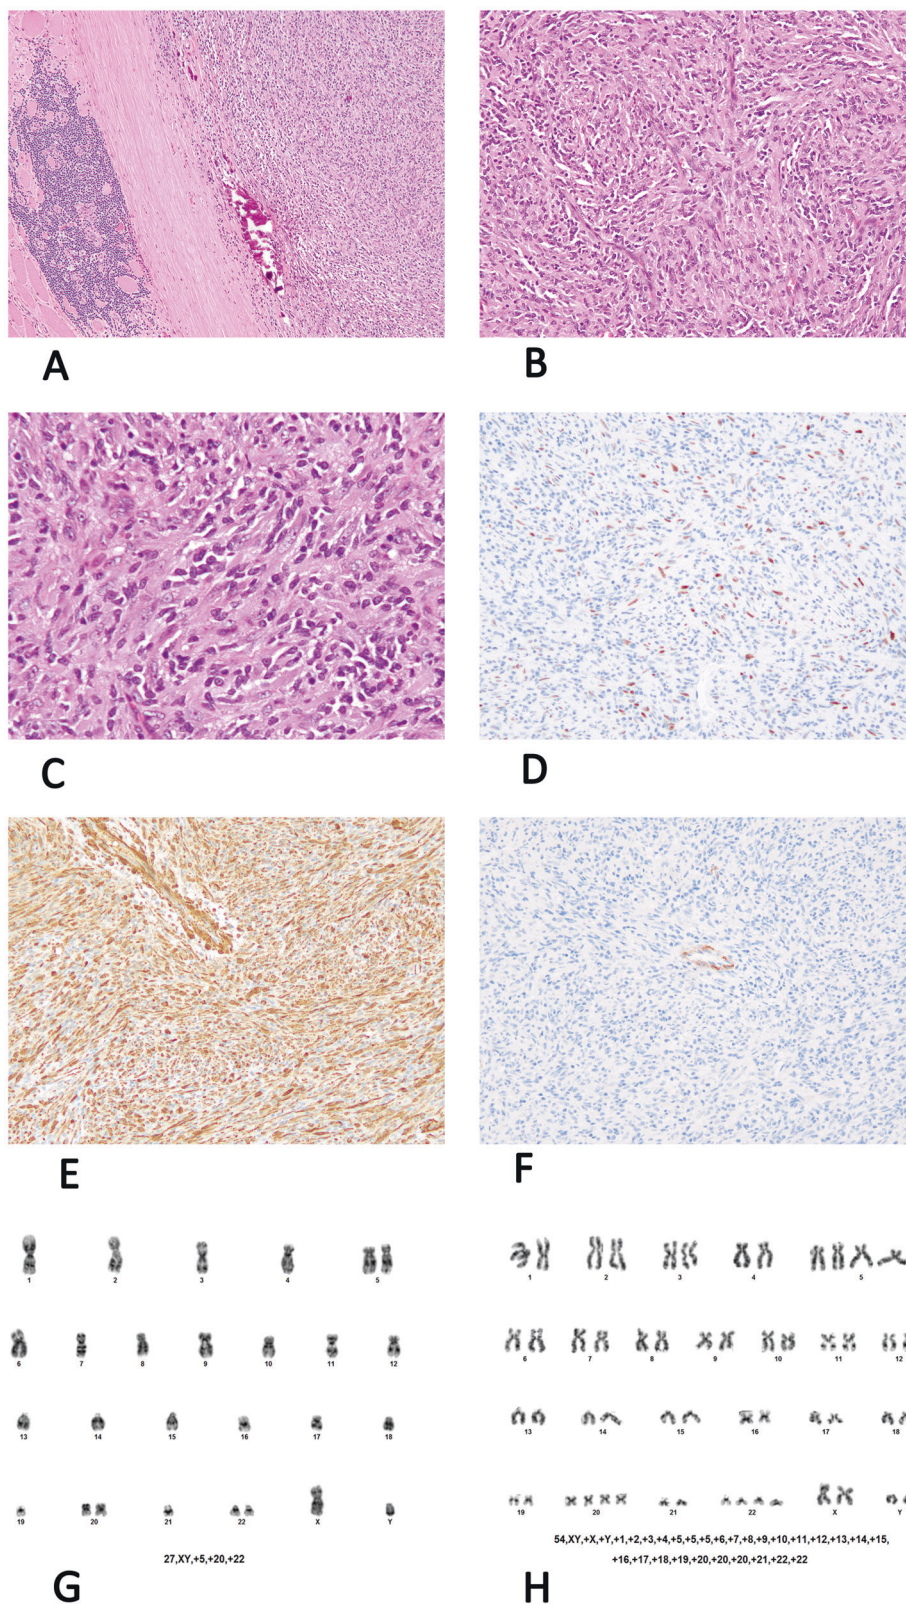 A
B
C
D
E
F
1 2 3 4 5
6 7 8 9 10 11 12
13 14 15 16 17 18
19 20 21 22 X Y
27,XY,+5,+20,+22
G
1 2 3 4 5
6 7 8 9 10 11 12
13 14 15 16 17 18
19 20 21 22 X Y
54,XY,+X,+Y,+1,+2,+3,+4,+5,+5,+5,+6,+7,+8,+9,+10,+11,+12,+13,+14,+15,
+16,+17,+18,+19,+20,+20,+20,+21,+22,+22
H